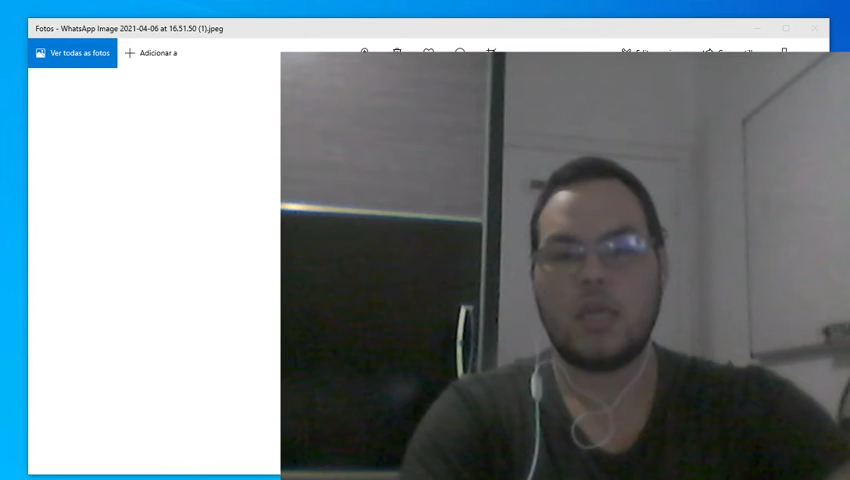 Fotos - WhatsApp Image 2021-04-06 at 16.51.50 (1).jpeg
Ver todas as fotos
Adicionar a